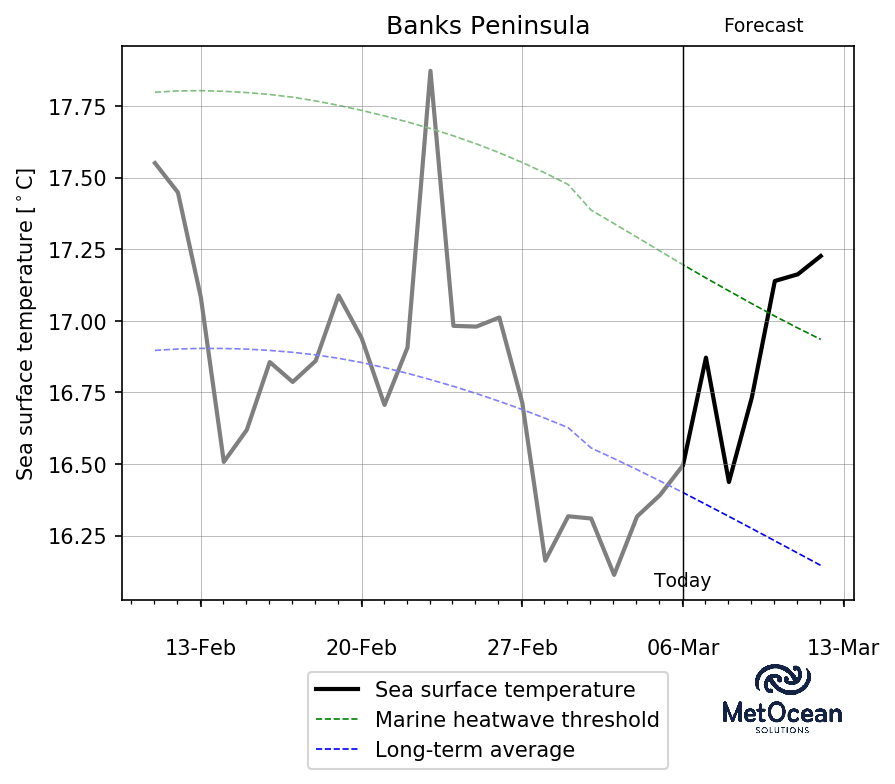 Banks Peninsula
Forecast
Sea surface temperature [°C]
17.75
17.50
17.25
17.00
16.75
16.50
16.25
Today
13-Feb
20-Feb
27-Feb
06-Mar
13-Mar
Sea surface temperature
Marine heatwave threshold
Long-term average
MetOcean
SOLUTIONS